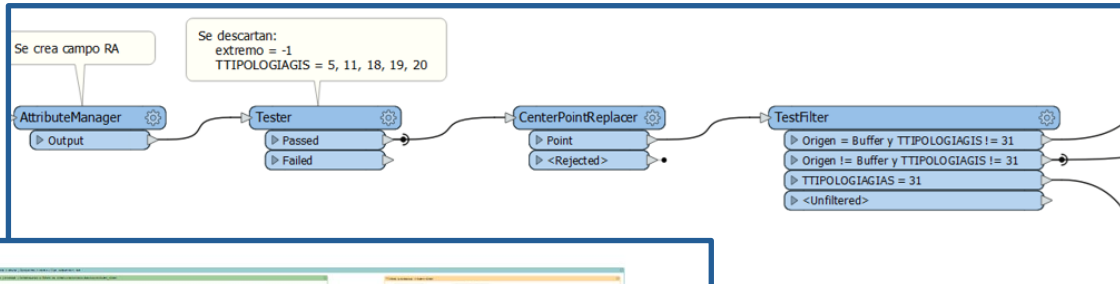 Se crea campo RA
Se descartan:
extremo = -1
TTIPOLOGIAGIS = 5, 11, 18, 19, 20
AttributeManager
Output
Tester
Passed
Failed
CenterPointReplacer
Point
<Rejected>
TestFilter
Origen = Buffer y TTIPOLOGIAGIS != 31
Origen != Buffer y TTIPOLOGIAGIS != 31
TTIPOLOGIAGIAS = 31
<Unfiltered>